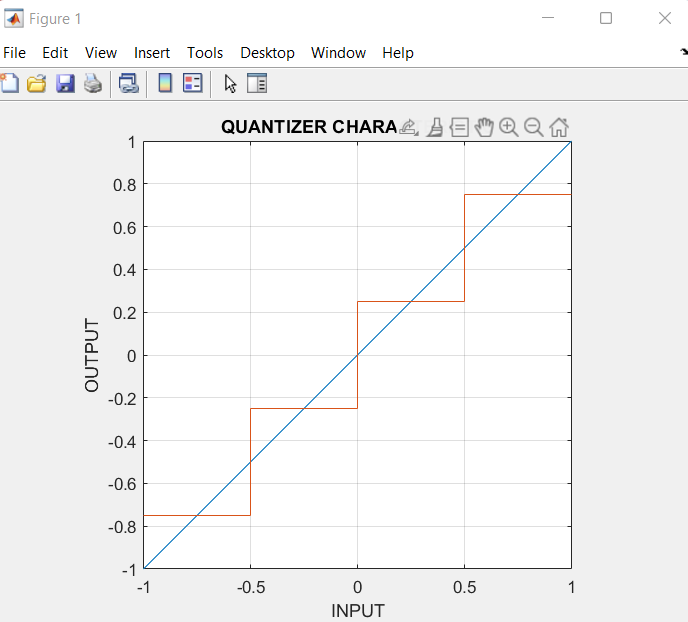 Figure 1
File Edit View Insert Tools Desktop Window Help
QUANTIZER CHARA
1
0.8
0.6
0.4
0.2
0
-0.2
-0.4
-0.6
-0.8
-1
OUTPUT
-1 -0.5 0 0.5 1
INPUT